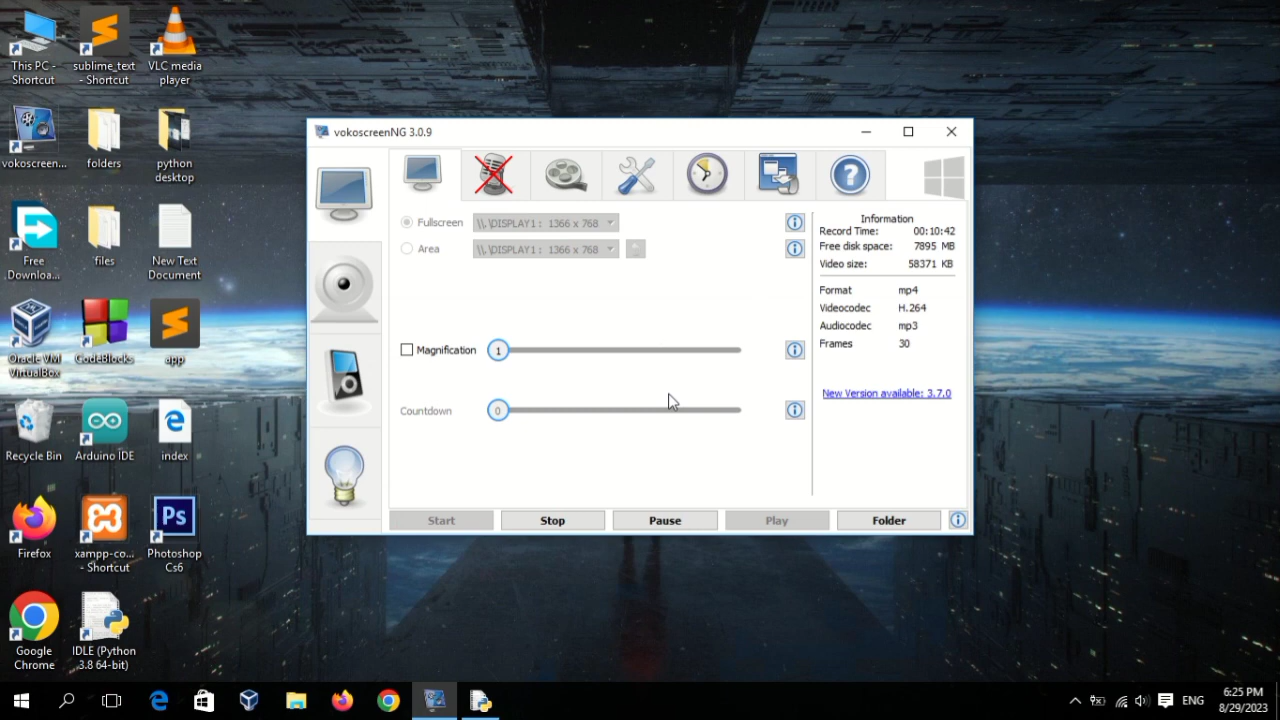 This PC -
Shortcut
sublime_text
- Shortcut
VLC media
player
vokoscreen...
folders
python
desktop
Free
Downloa...
files
New Text
Document
Oracle VM
VirtualBox
CodeBlocks
app
Recycle Bin
Arduino IDE
index
Firefox
xampp-co...
- Shortcut
Ps
Photoshop
Cs6
Google
Chrome
IDLE (Python
3.8 64-bit)
vokoscreenNG 3.0.9
Fullscreen
\\.\DISPLAY1 : 1366 x 768
Area
\\.\DISPLAY1 : 1366 x 768
Magnification
1
Countdown
0
Information
Record Time: 00:10:42
Free disk space: 7895 MB
Video size: 58371 KB
Format mp4
Videocodec H.264
Audiocodec mp3
Frames 30
New Version available: 3.7.0
Start Stop Pause Play Folder
ENG
6:25 PM
8/29/2023